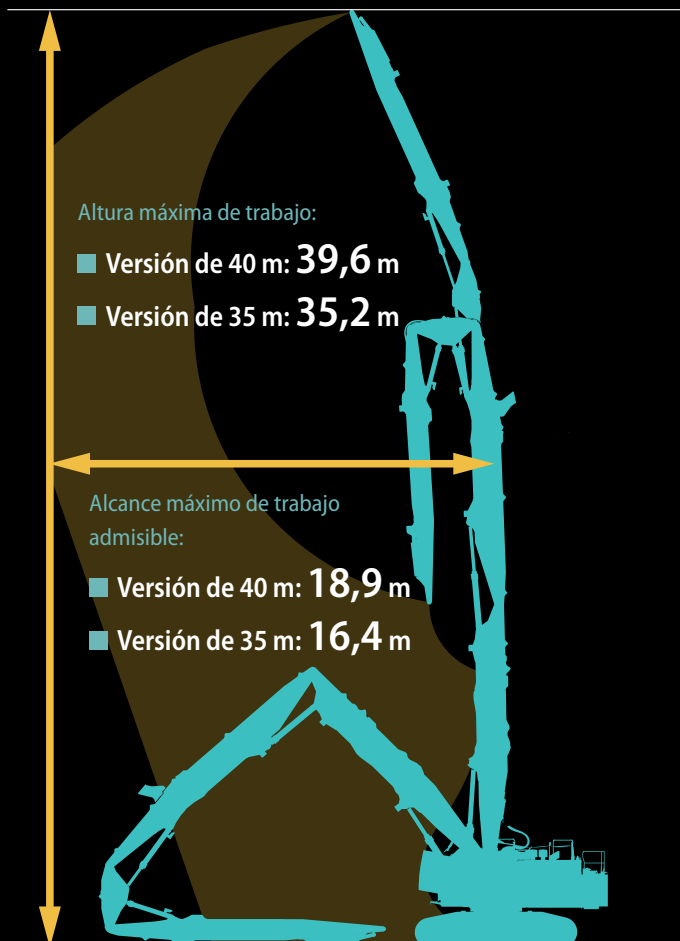 Altura máxima de trabajo:
Versión de 40 m: 39,6 m
Versión de 35 m: 35,2 m
Alcance máximo de trabajo
admisible:
Versión de 40 m: 18,9 m
Versión de 35 m: 16,4 m